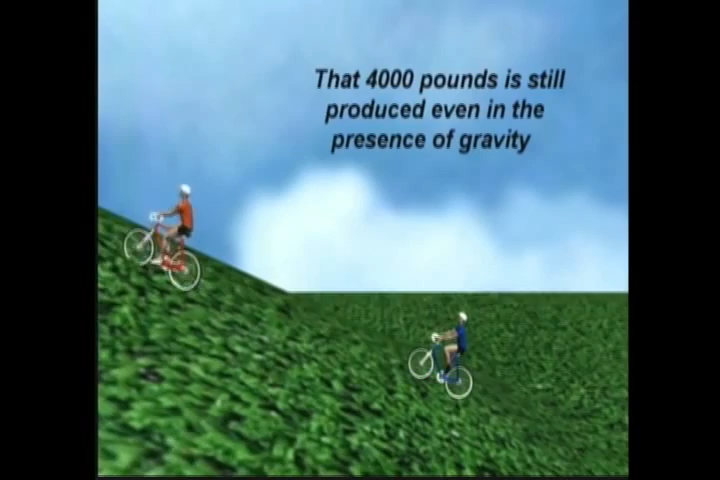 That 4000 pounds is still
produced even in the
presence of gravity